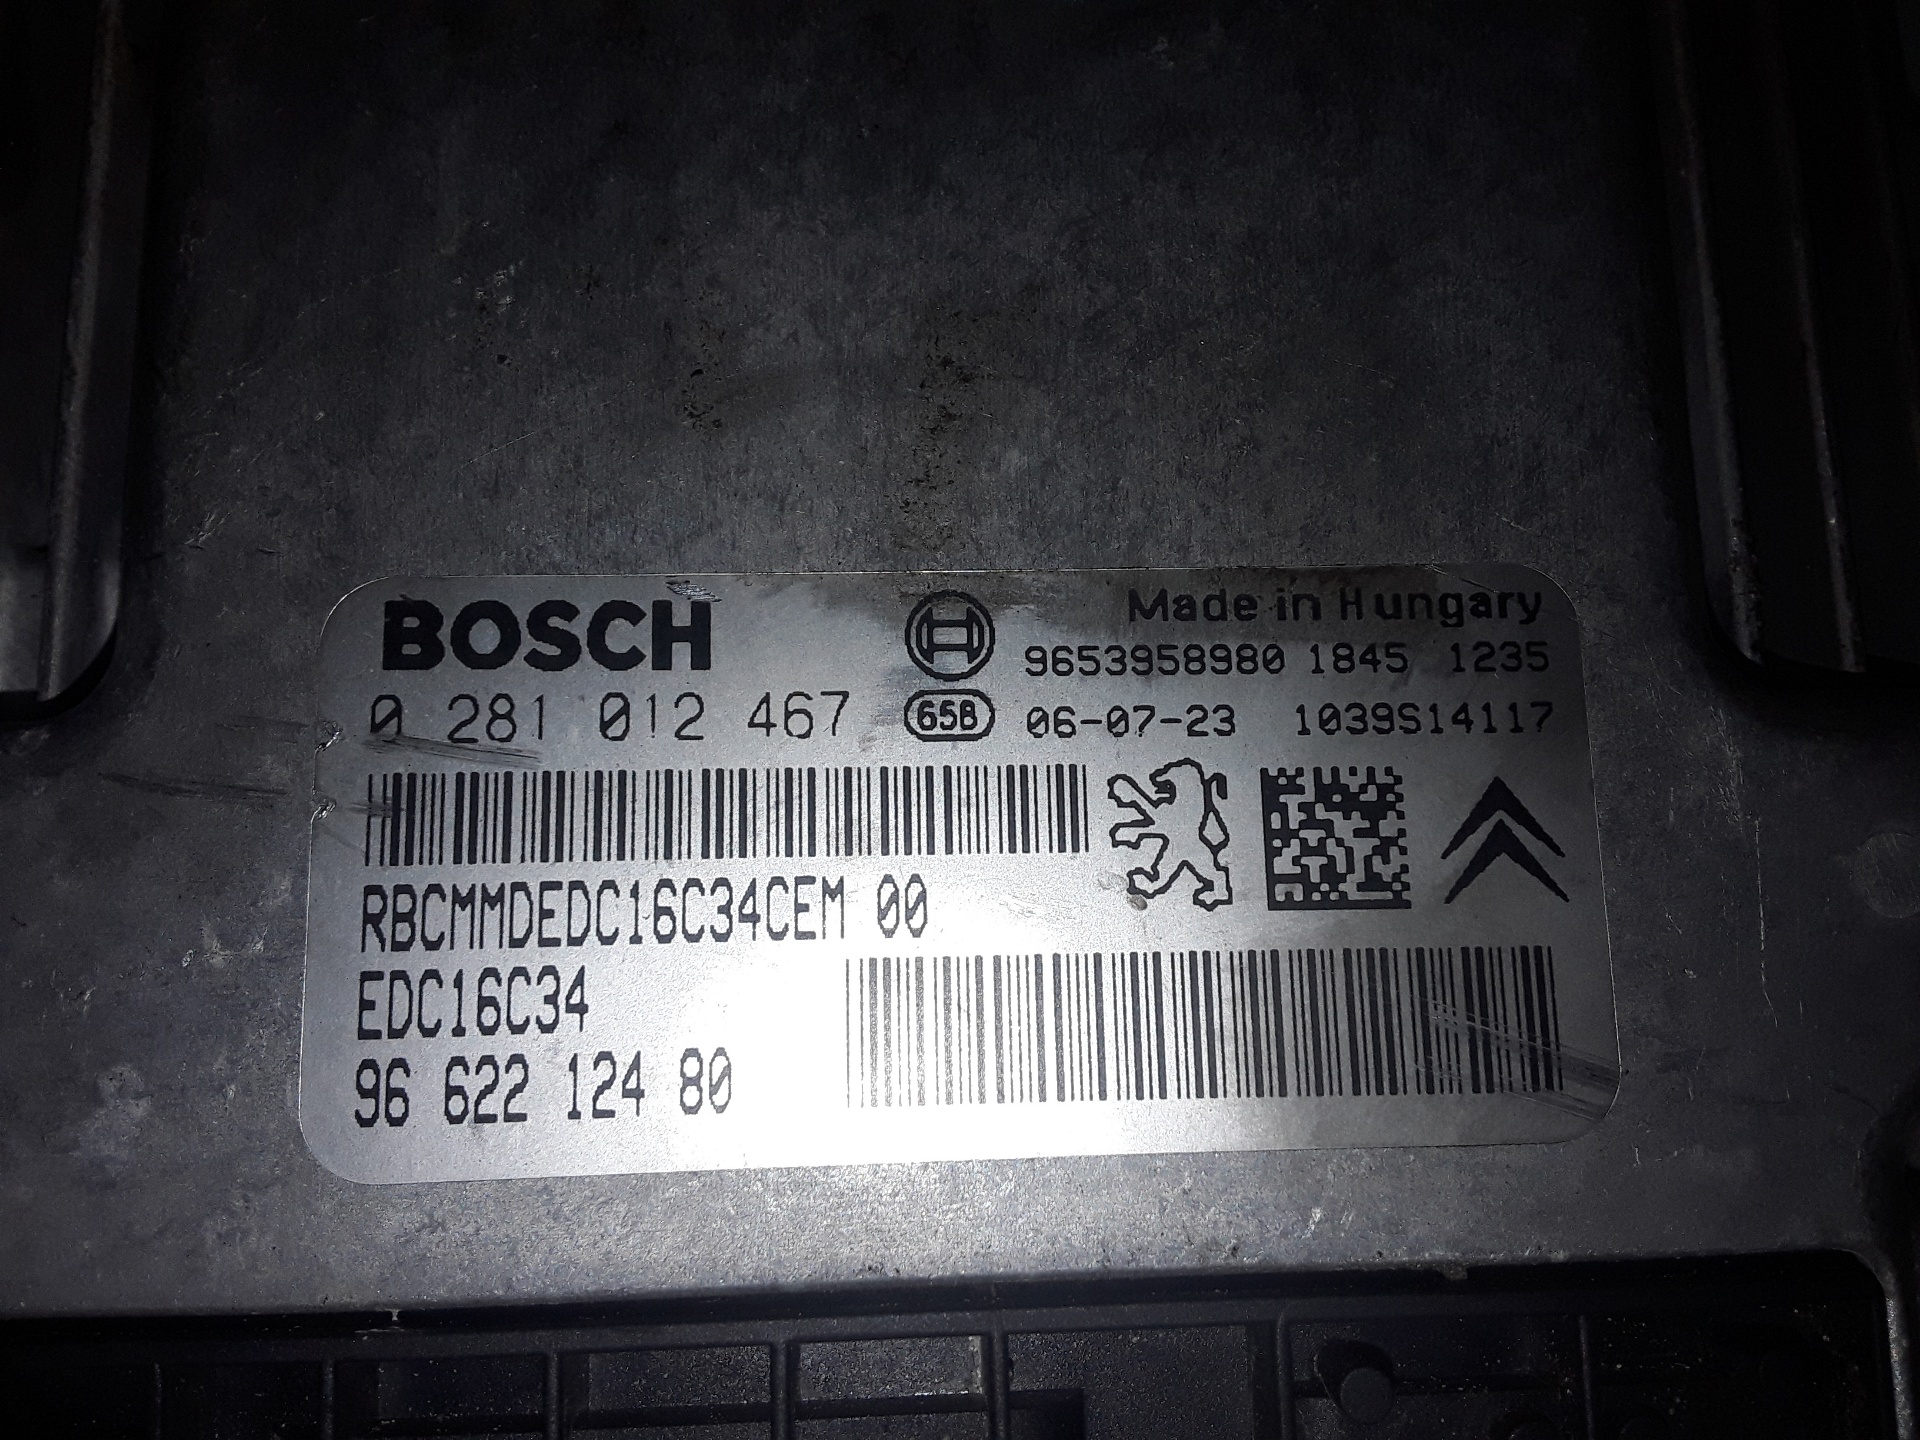 BOSCH
Made in Hungary
9653958980 1845 1235
0 281 012 467
65B
06-07-23 1039S14117
RBCMMDEDC16C34CEM 00
EDC16C34
96 622 124 80